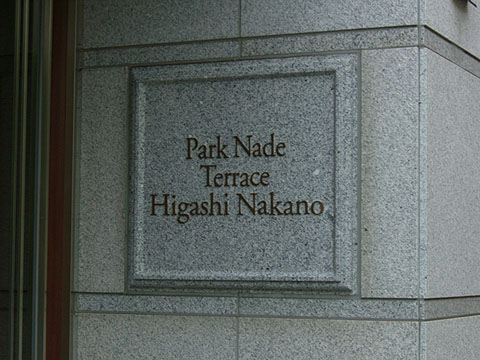 Park Nade
Terrace
Higashi Nakano